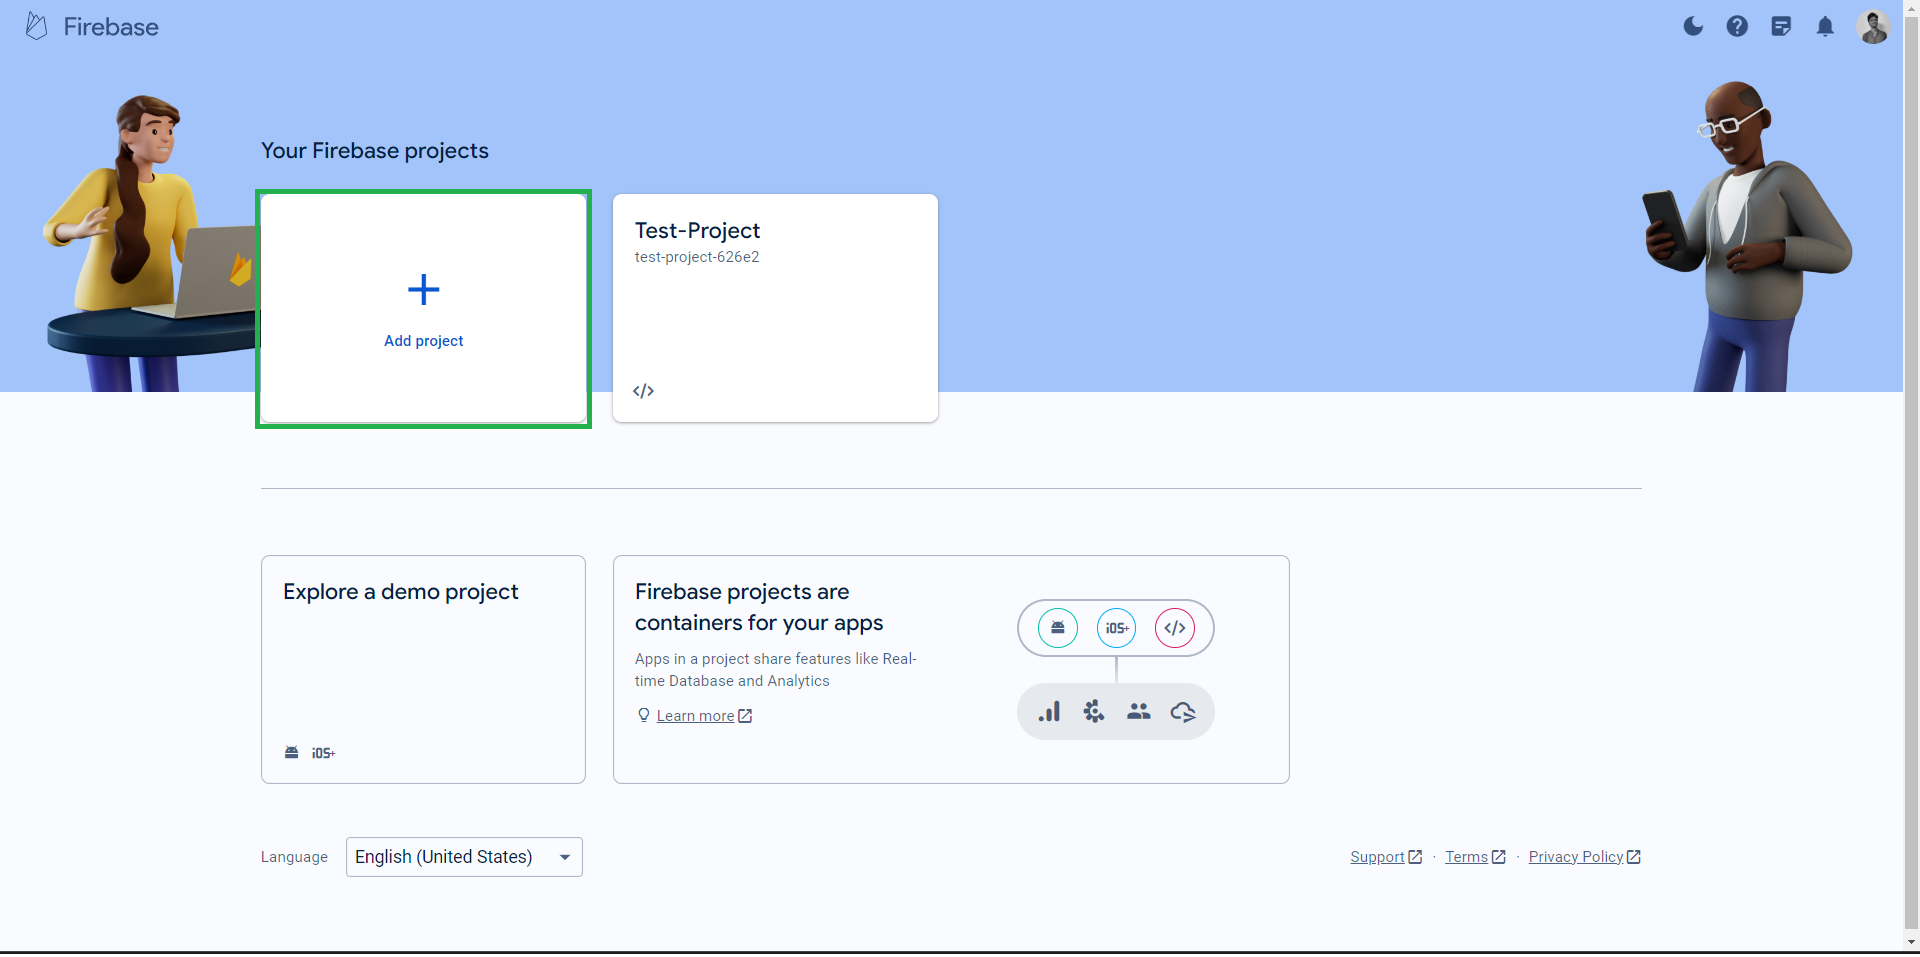 Firebase
Your Firebase projects
Add project
Test-Project
test-project-626e2
</>
Explore a demo project
iOS+
Firebase projects are
containers for your apps
Apps in a project share features like Real-
time Database and Analytics
Learn more
iOS+ </>
Language English (United States)
Support · Terms · Privacy Policy